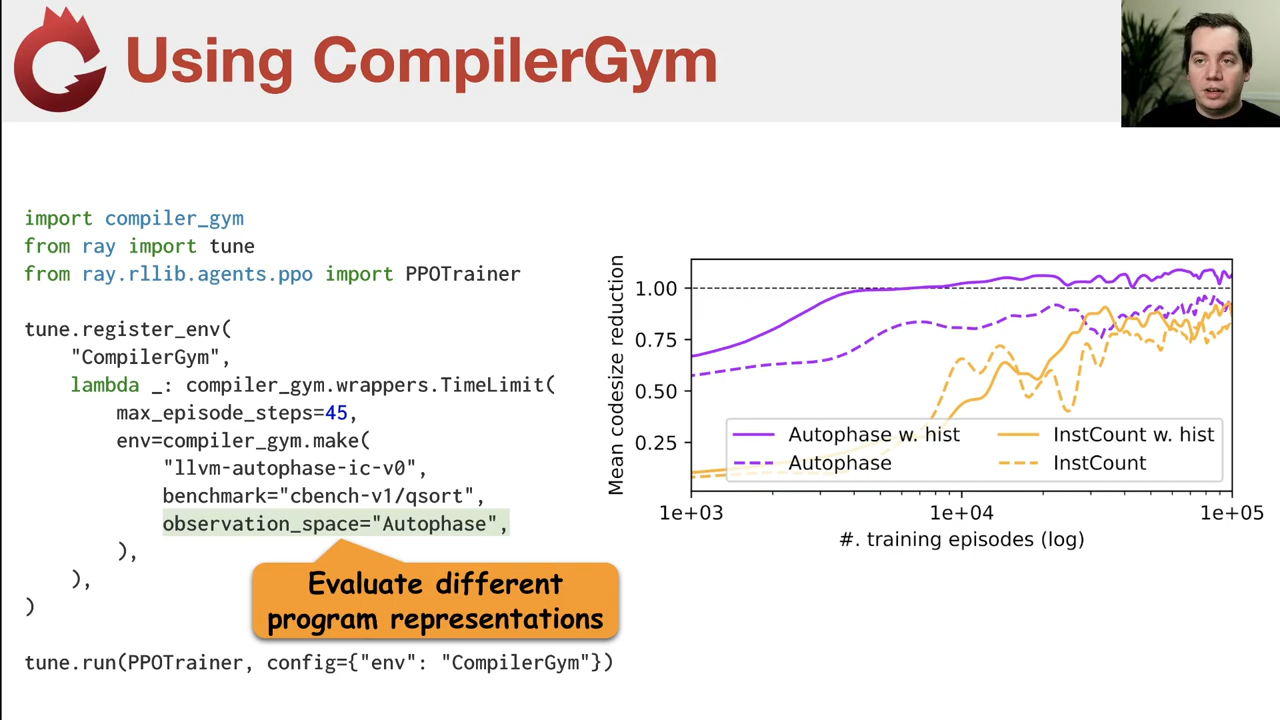 Using CompilerGym
import compiler_gym
from ray import tune
from ray.rllib.agents.ppo import PPOTrainer
tune.register_env(
"CompilerGym",
lambda _: compiler_gym.wrappers.TimeLimit(
max_episode_steps=45,
env=compiler_gym.make(
"llvm-autophase-ic-v0",
benchmark="cbench-v1/qsort",
observation_space="Autophase",
),
),
)
tune.run(PPOTrainer, config={"env": "CompilerGym"})
Evaluate different
program representations
Mean codesize reduction
1.00
0.75
0.50
0.25
Autophase w. hist
Autophase
InstCount w. hist
InstCount
1e+03
1e+04
1e+05
#. training episodes (log)